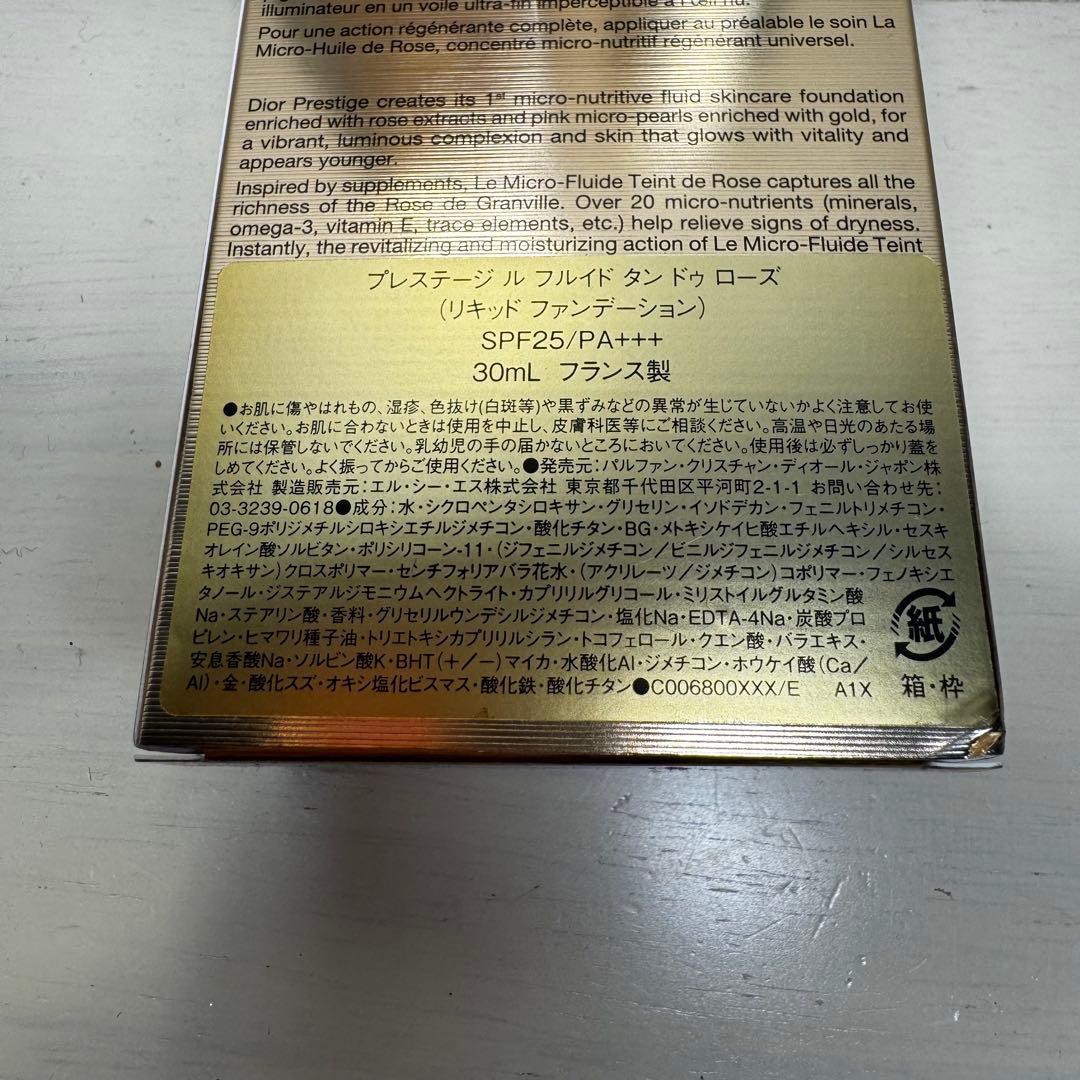 illuminateur en un voile ultra-fin imperceptible à l'œil nu.
Pour une action régénérante complète, appliquer au préalable le soin La
Micro-Huile de Rose, concentré micro-nutritif régénérant universel.
Dior Prestige creates its 1st micro-nutritive fluid skincare foundation
enriched with rose extracts and pink micro-pearls enriched with gold, for
a vibrant, luminous complexion and skin that glows with vitality and
appears younger.
Inspired by supplements, Le Micro-Fluide Teint de Rose captures all the
richness of the Rose de Granville. Over 20 micro-nutrients (minerals,
omega-3, vitamin E, trace elements, etc.) help relieve signs of dryness.
Instantly, the revitalizing and moisturizing action of Le Micro-Fluide Teint
プレステージ ル フルイド タン ドゥ ローズ
(リキッド ファンデーション)
SPF25/PA+++
30mL フランス製
●お肌に傷やはれもの、湿疹、色抜け(白斑等)や黒ずみなどの異常が生じていないかよく注意してお使
いください。お肌に合わないときは使用を中止し、皮膚科医等にご相談ください。高温や日光のあたる場
所には保管しないでください。乳幼児の手の届かないところにおいてください。使用後は必ずしっかり蓋を
しめてください。よく振ってからご使用ください。●発売元:パルファン・クリスチャン・ディオール・ジャポン株
式会社 製造販売元:エル・シー・エス株式会社 東京都千代田区平河町2-1-1 お問い合わせ先:
03-3239-0618●成分:水・シクロペンタシロキサン・グリセリン・イソドデカン・フェニルトリメチコン・
PEG-9ポリジメチルシロキシエチルジメチコン・酸化チタン・BG・メトキシケイヒ酸エチルヘキシル・セスキ
オレイン酸ソルビタン・ポリシリコーン-11・(ジフェニルジメチコン/ビニルジフェニルジメチコン/シルセス
キオキサン)クロスポリマー・センチフォリアバラ花水・(アクリレーツ/ジメチコン)コポリマー・フェノキシエ
タノール・ジステアルジモニウムヘクトライト・カプリリルグリコール・ミリストイルグルタミン酸
Na・ステアリン酸・香料・グリセリルウンデシルジメチコン・塩化Na・EDTA-4Na・炭酸プロ
ピレン・ヒマワリ種子油・トリエトキシカプリリルシラン・トコフェロール・クエン酸・バラエキス・
安息香酸Na・ソルビン酸K・BHT(+/-)マイカ・水酸化Al・ジメチコン・ホウケイ酸(Ca/
Al)・金・酸化スズ・オキシ塩化ビスマス・酸化鉄・酸化チタン●C006800XXX/E A1X
紙
箱・枠